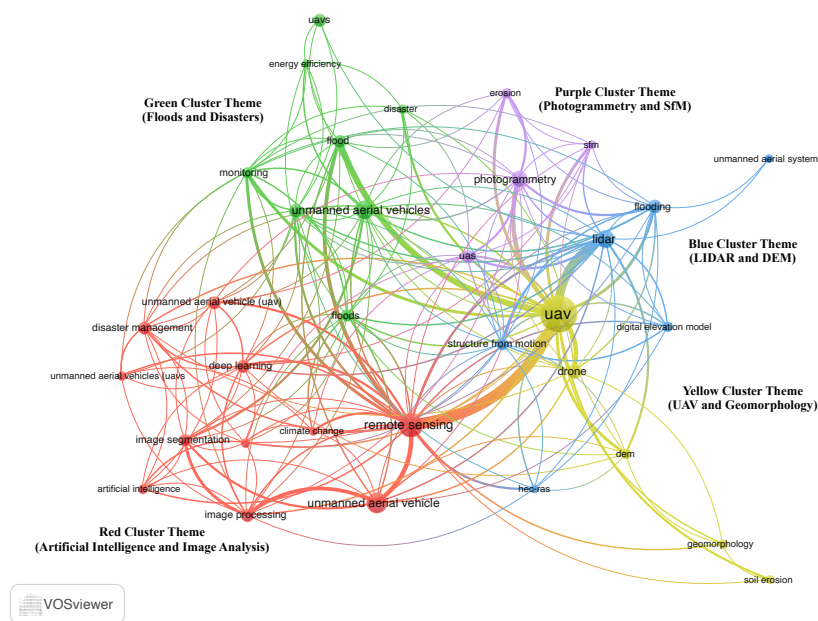 uavs
energy efficiency
Green Cluster Theme
(Floods and Disasters)
disaster
erosion
Purple Cluster Theme
(Photogrammetry and SfM)
flood
sfm
unmanned aerial system
monitoring
photogrammetry
unmanned aerial vehicles
flooding
lidar
Blue Cluster Theme
(LIDAR and DEM)
uas
unmanned aerial vehicle (uav)
floods
uav
disaster management
digital elevation model
structure from motion
deep learning
drone
unmanned aerial vehicles (uavs
Yellow Cluster Theme
(UAV and Geomorphology)
climate change
remote sensing
image segmentation
dem
artificial intelligence
hec-ras
unmanned aerial vehicle
image processing
Red Cluster Theme
(Artificial Intelligence and Image Analysis)
geomorphology
soil erosion
VOSviewer